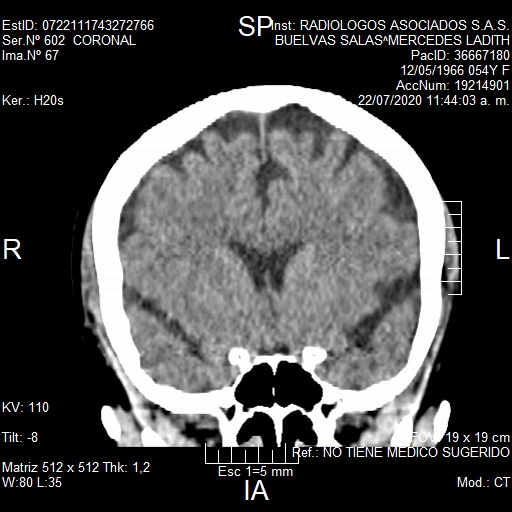 EstID: 0722111743272766
Ser.Nº 602 CORONAL
Ima.Nº 67
Ker.: H20s
SP
Inst: RADIOLOGOS ASOCIADOS S.A.S.
BUELVAS SALAS^MERCEDES LADITH
PacID: 36667180
12/05/1966 054Y F
AccNum: 19214901
22/07/2020 11:44:03 a. m.
R
L
KV: 110
Tilt: -8
Matriz 512 x 512 Thk: 1,2
W:80 L:35
Esc 1=5 mm
IA
FOV: 19 x 19 cm
Ref.: NO TIENE MEDICO SUGERIDO
Mod.: CT